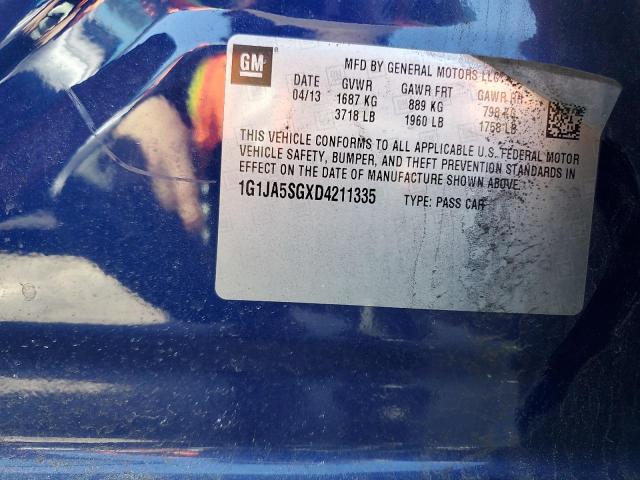 GM
MFD BY GENERAL MOTORS LLC
DATE GVWR GAWR FRT GAWR RR
04/13 1687 KG 889 KG 798 KG
3718 LB 1960 LB 1758 LB
THIS VEHICLE CONFORMS TO ALL APPLICABLE U.S. FEDERAL MOTOR
VEHICLE SAFETY, BUMPER, AND THEFT PREVENTION STANDARDS IN
EFFECT ON THE DATE OF MANUFACTURE SHOWN ABOVE.
1G1JA5SGXD4211335 TYPE: PASS CAR